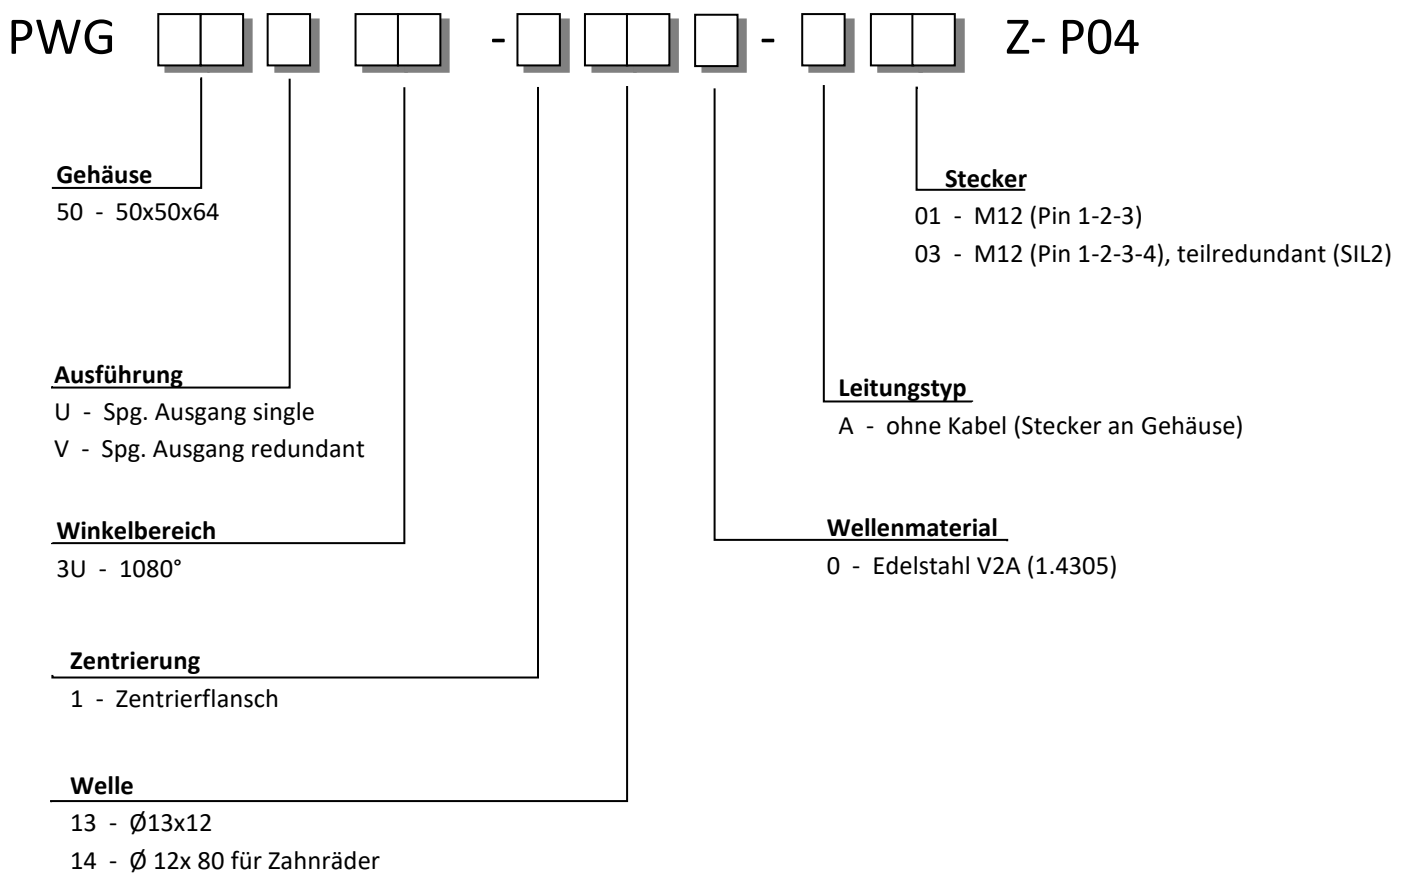 PWG - - Z- P04
Gehäuse
50 - 50x50x64
Ausführung
U - Spg. Ausgang single
V - Spg. Ausgang redundant
Winkelbereich
3U - 1080°
Zentrierung
1 - Zentrierflansch
Welle
13 - Ø13x12
14 - Ø 12x 80 für Zahnräder
Stecker
01 - M12 (Pin 1-2-3)
03 - M12 (Pin 1-2-3-4), teilredundant (SIL2)
Leitungstyp
A - ohne Kabel (Stecker an Gehäuse)
Wellenmaterial
0 - Edelstahl V2A (1.4305)